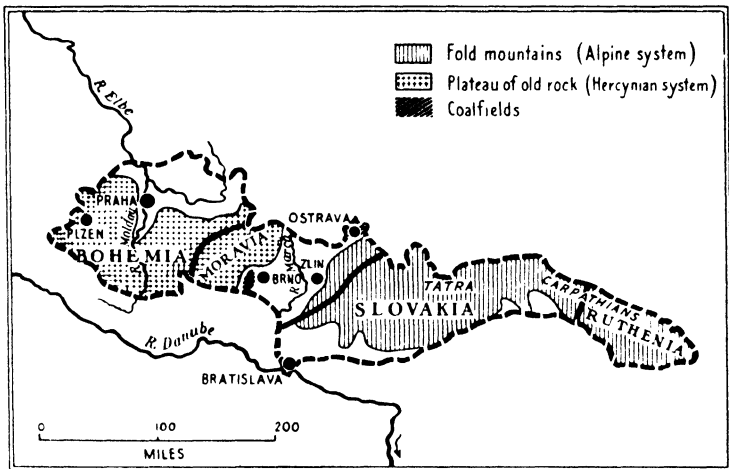 Fold mountains (Alpine system)
Plateau of old rock (Hercynian system)
Coalfields
R. Elbe
PRAHA
PLZEN
R. Moldau
BOHEMIA
MORAVIA
OSTRAVA
ZLIN
BRNO
TATRA
SLOVAKIA
CARPATHIANS
RUTHENIA
R. Danube
BRATISLAVA
0 100 200
MILES